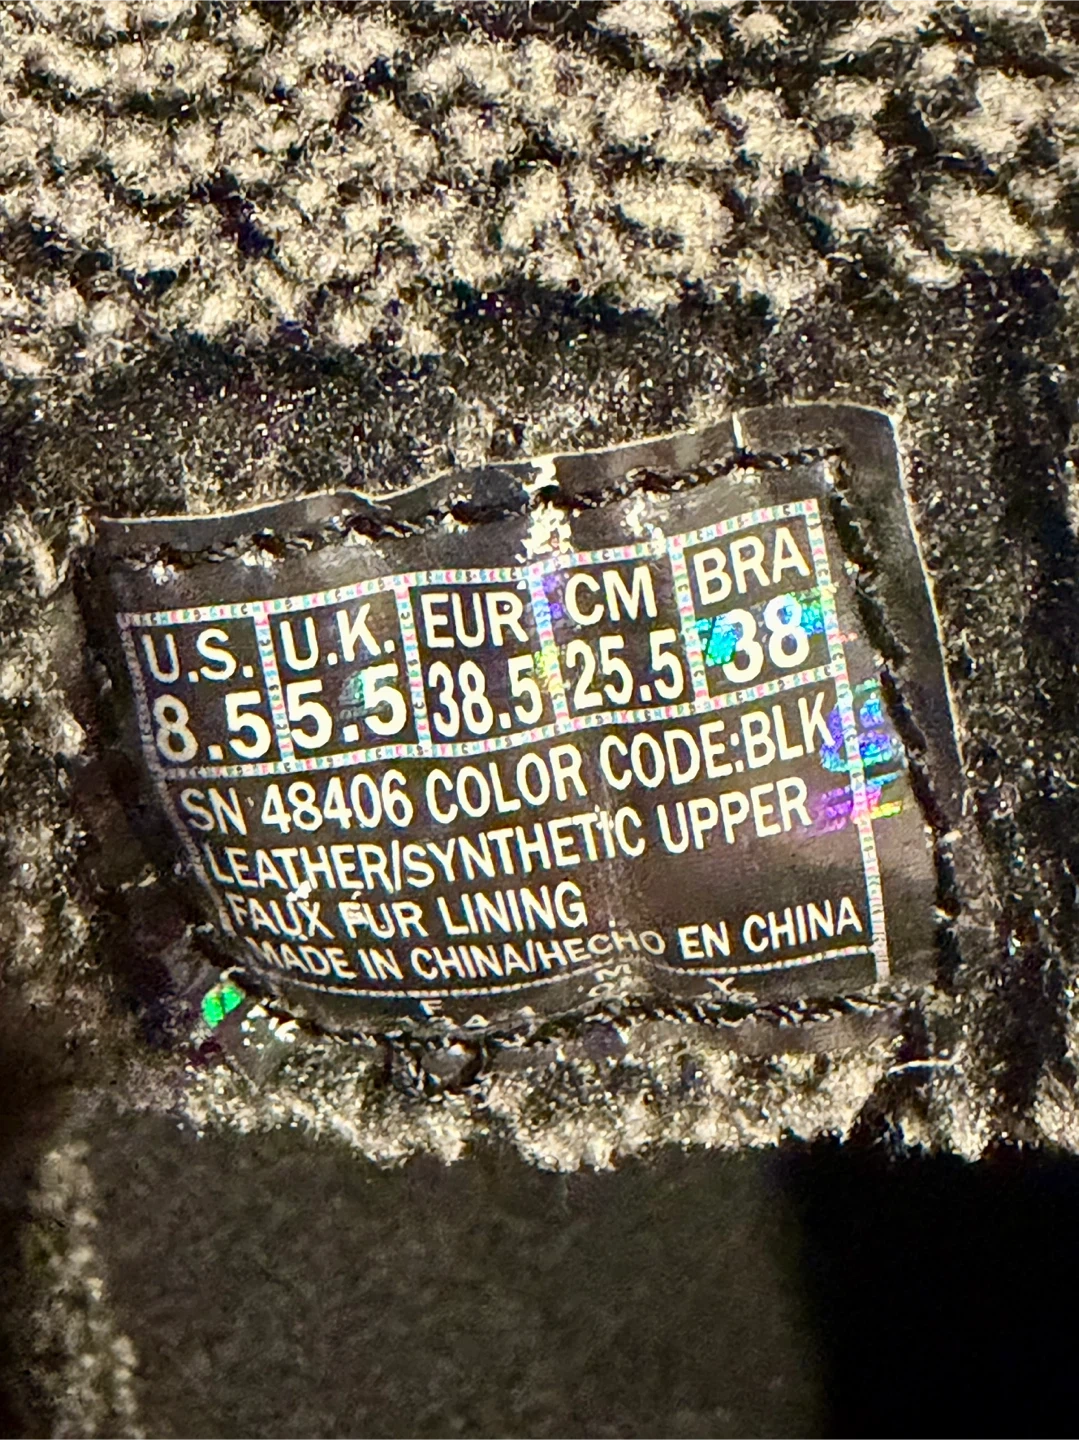 U.S. U.K. EUR CM BRA
8.5 5.5 38.5 25.5 38
SN 48406 COLOR CODE:BLK
LEATHER/SYNTHETIC UPPER
FAUX FUR LINING
MADE IN CHINA/HECHO EN CHINA